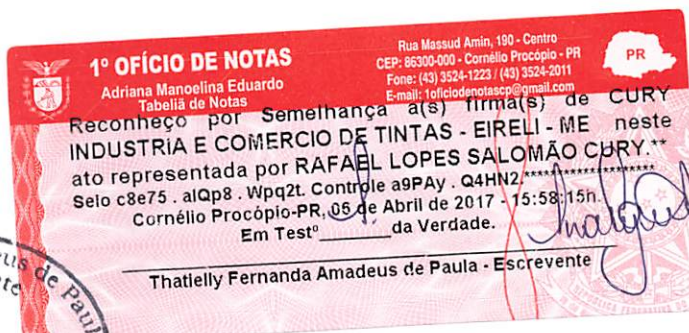 1º OFÍCIO DE NOTAS
Adriana Manoelina Eduardo
Tabeliã de Notas
Rua Massud Amin, 190 - Centro
CEP: 86300-000 - Cornélio Procópio - PR
Fone: (43) 3524-1223 / (43) 3524-2011
E-mail: 1oficiodenotascp@gmail.com
PR
Reconheço por Semelhança a(s) firma(s) de CURY
INDUSTRIA E COMERCIO DE TINTAS - EIRELI - ME neste
ato representada por RAFAEL LOPES SALOMÃO CURY.**
Selo c8e75 . alQp8 . Wpq2t. Controle a9PAy . Q4HN2.********************
Cornélio Procópio-PR, 06 de Abril de 2017 - 15:58:15h.
Em Testº________da Verdade.
Thatielly Fernanda Amadeus de Paula - Escrevente
de Paul